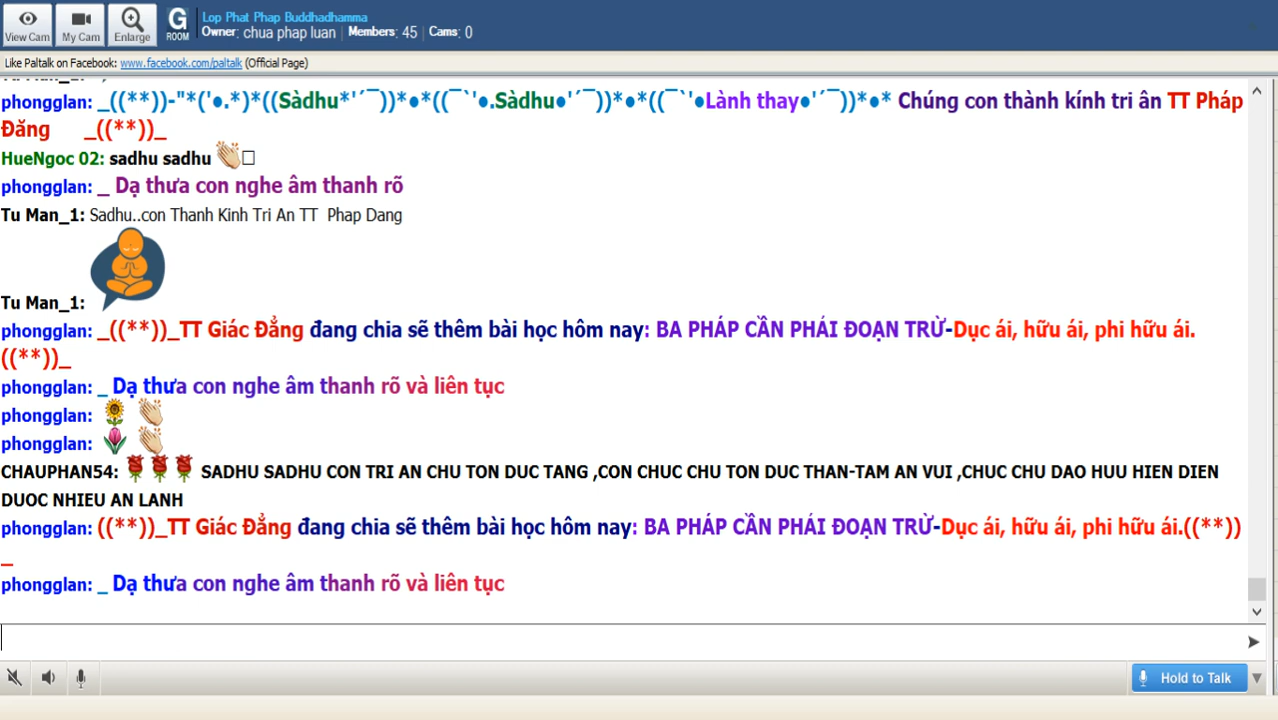 Lop Phat Phap Buddhadhamma
View Cam
My Cam
Enlarge
G ROOM
Owner: chua phap luan | Members: 45 | Cams: 0
Like Paltalk on Facebook: www.facebook.com/paltalk (Official Page)
phongglan: _((**))-"*('●.*)*((Sàdhu*'´¯))*●*((¯`'●.Sàdhu●'´¯))*●*((¯`'●Lành thay●'´¯))*●* Chúng con thành kính tri ân TT Pháp
Đăng _((**))_
HueNgoc 02: sadhu sadhu 👏□
phongglan: _ Dạ thưa con nghe âm thanh rõ
Tu Man_1: Sadhu..con Thanh Kinh Tri An TT Phap Dang
Tu Man_1:
phongglan: _((**))_TT Giác Đẳng đang chia sẽ thêm bài học hôm nay: BA PHÁP CẦN PHÁI ĐOẠN TRỪ-Dục ái, hữu ái, phi hữu ái.
((**))_
phongglan: _ Dạ thưa con nghe âm thanh rõ và liên tục
phongglan: 🌻 👏
phongglan: 🌷 👏
CHAUPHAN54: 🌹 🌹 🌹 SADHU SADHU CON TRI AN CHU TON DUC TANG ,CON CHUC CHU TON DUC THAN-TAM AN VUI ,CHUC CHU DAO HUU HIEN DIEN
DUOC NHIEU AN LANH
phongglan: ((**))_TT Giác Đẳng đang chia sẽ thêm bài học hôm nay: BA PHÁP CẦN PHÁI ĐOẠN TRỪ-Dục ái, hữu ái, phi hữu ái.((**))
_
phongglan: _ Dạ thưa con nghe âm thanh rõ và liên tục
Hold to Talk